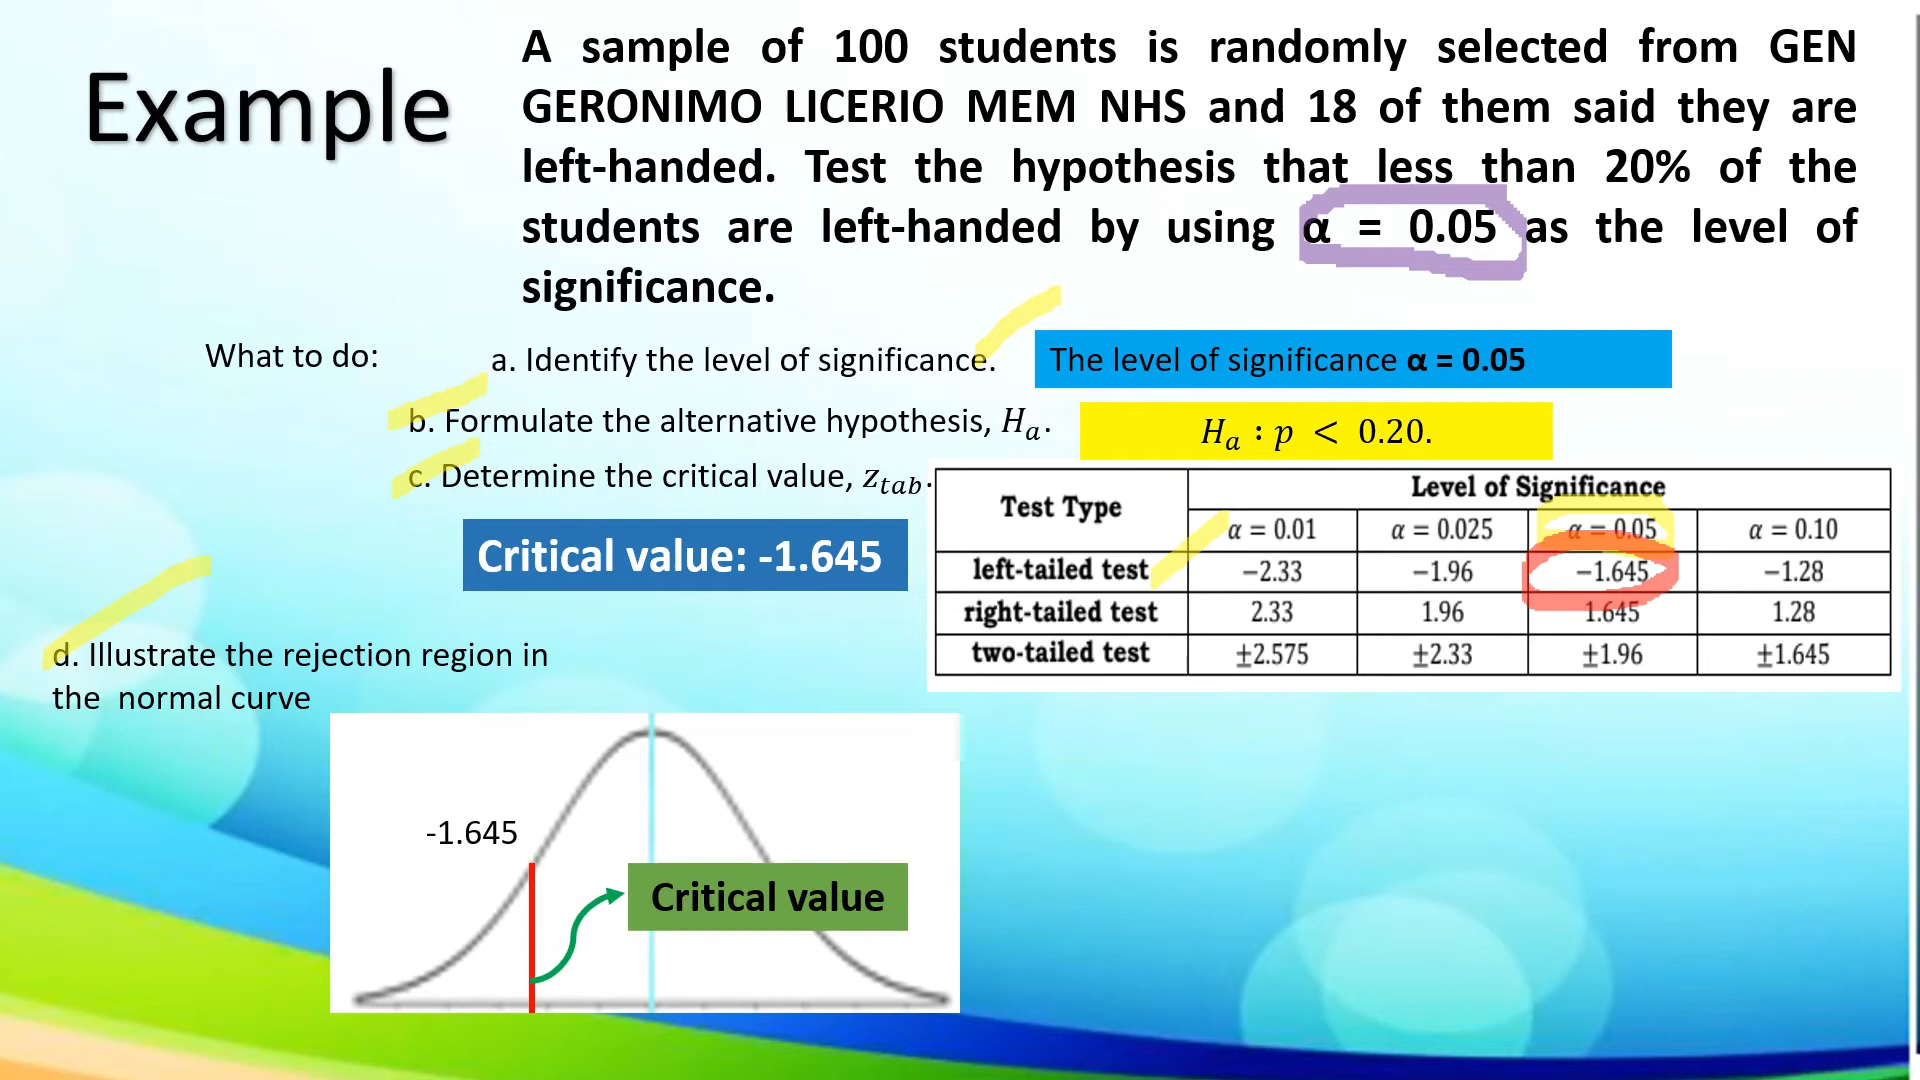 Example
A sample of 100 students is randomly selected from GEN
GERONIMO LICERIO MEM NHS and 18 of them said they are
left-handed. Test the hypothesis that less than 20% of the
students are left-handed by using α = 0.05 as the level of
significance.
What to do:
a. Identify the level of significance.
The level of significance α = 0.05
b. Formulate the alternative hypothesis, Hₐ.
Hₐ : p < 0.20.
c. Determine the critical value, z_tab.
Critical value: -1.645
Test Type Level of Significance
α = 0.01 α = 0.025 α = 0.05 α = 0.10
left-tailed test −2.33 −1.96 −1.645 −1.28
right-tailed test 2.33 1.96 1.645 1.28
two-tailed test ±2.575 ±2.33 ±1.96 ±1.645
d. Illustrate the rejection region in
the normal curve
-1.645
Critical value